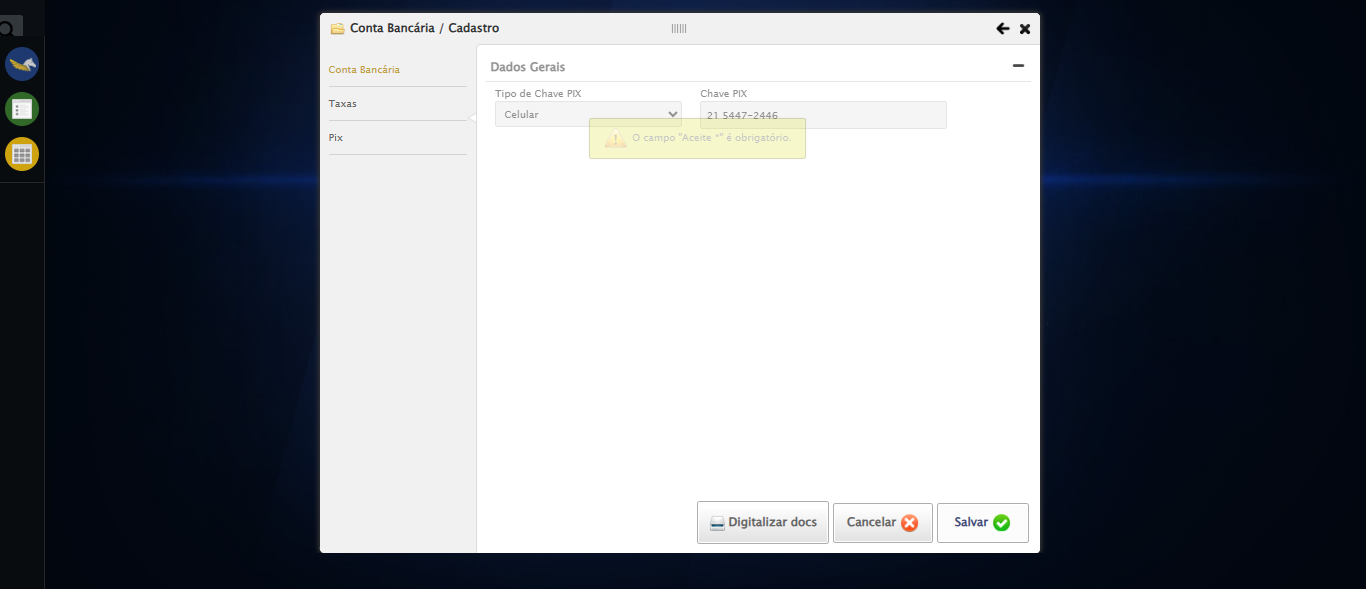 Conta Bancária / Cadastro
Conta Bancária
Taxas
Pix
Dados Gerais
Tipo de Chave PIX
Chave PIX
Celular
21 5447-2446
O campo "Aceite *" é obrigatório.
Digitalizar docs
Cancelar
Salvar